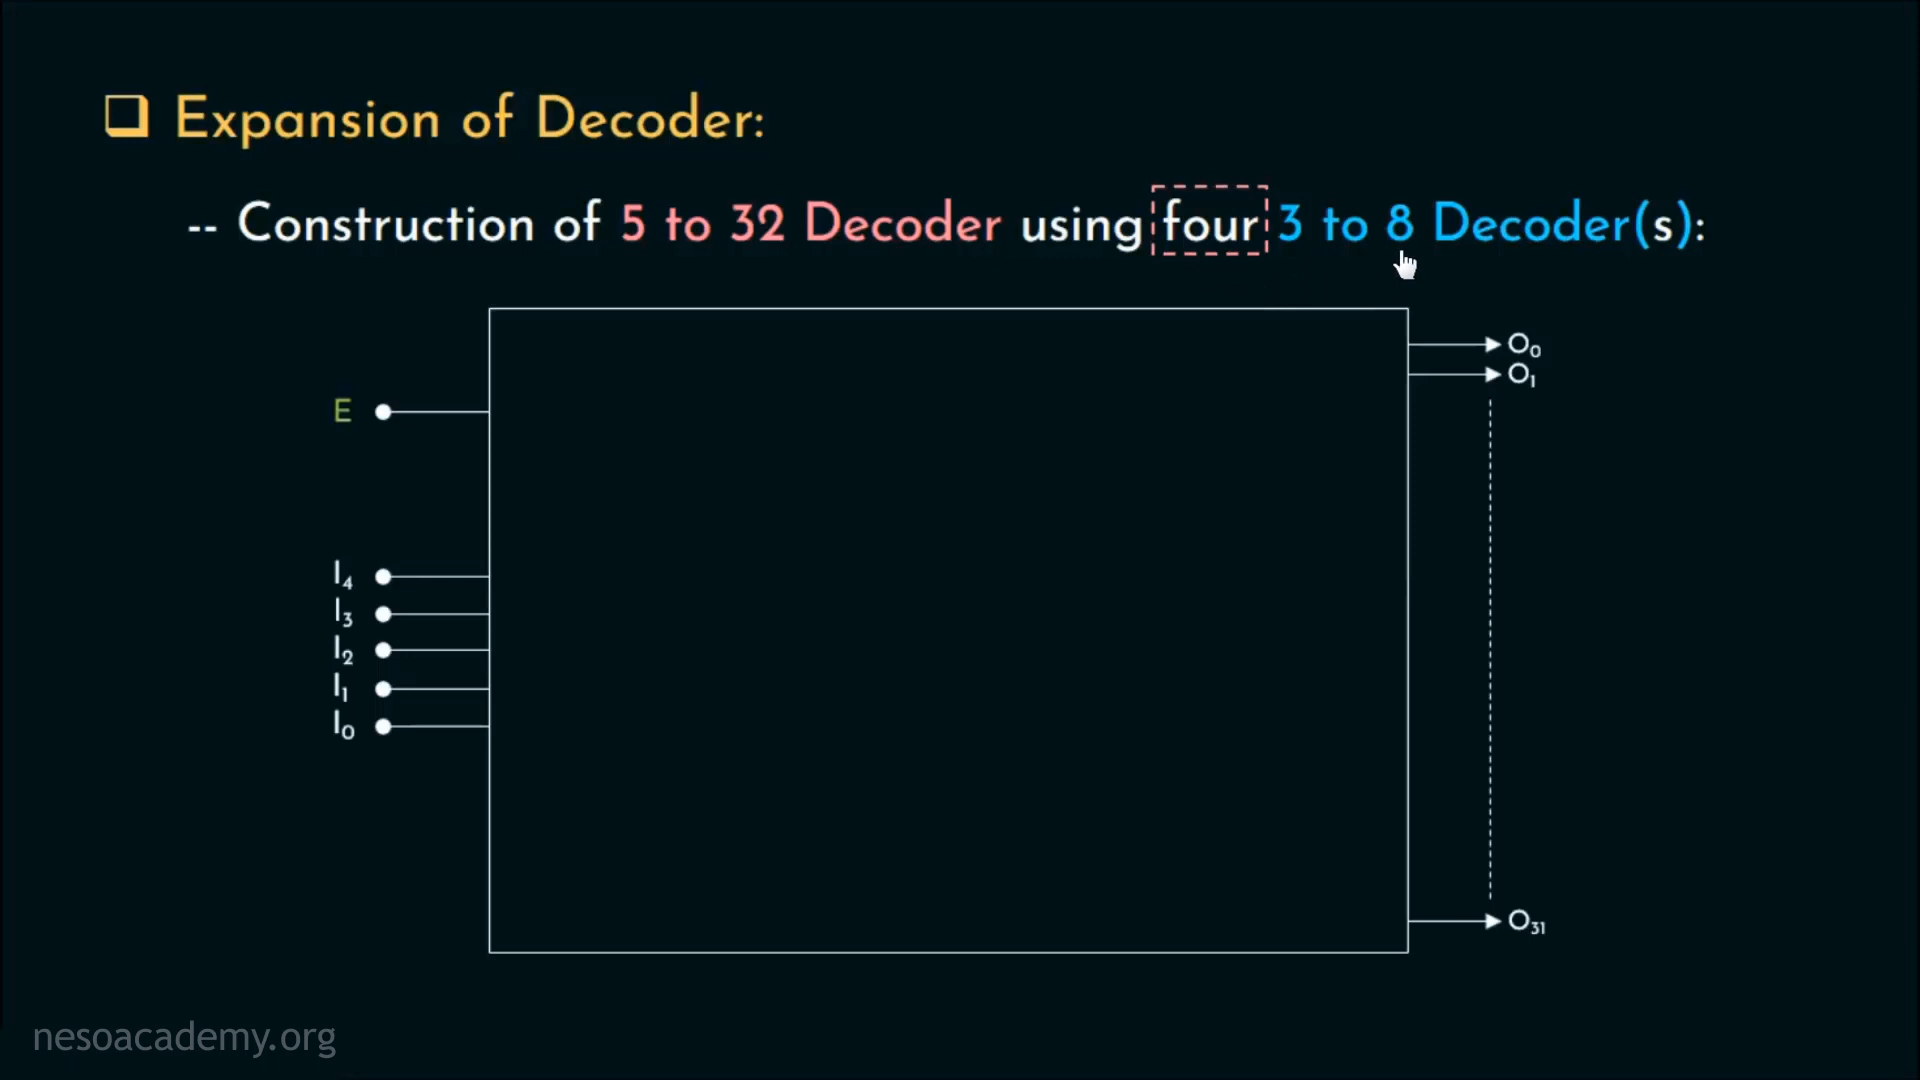 Expansion of Decoder:
-- Construction of 5 to 32 Decoder using four 3 to 8 Decoder(s):
O₀
O₁
E
I₄
I₃
I₂
I₁
I₀
O₃₁
nesoacademy.org